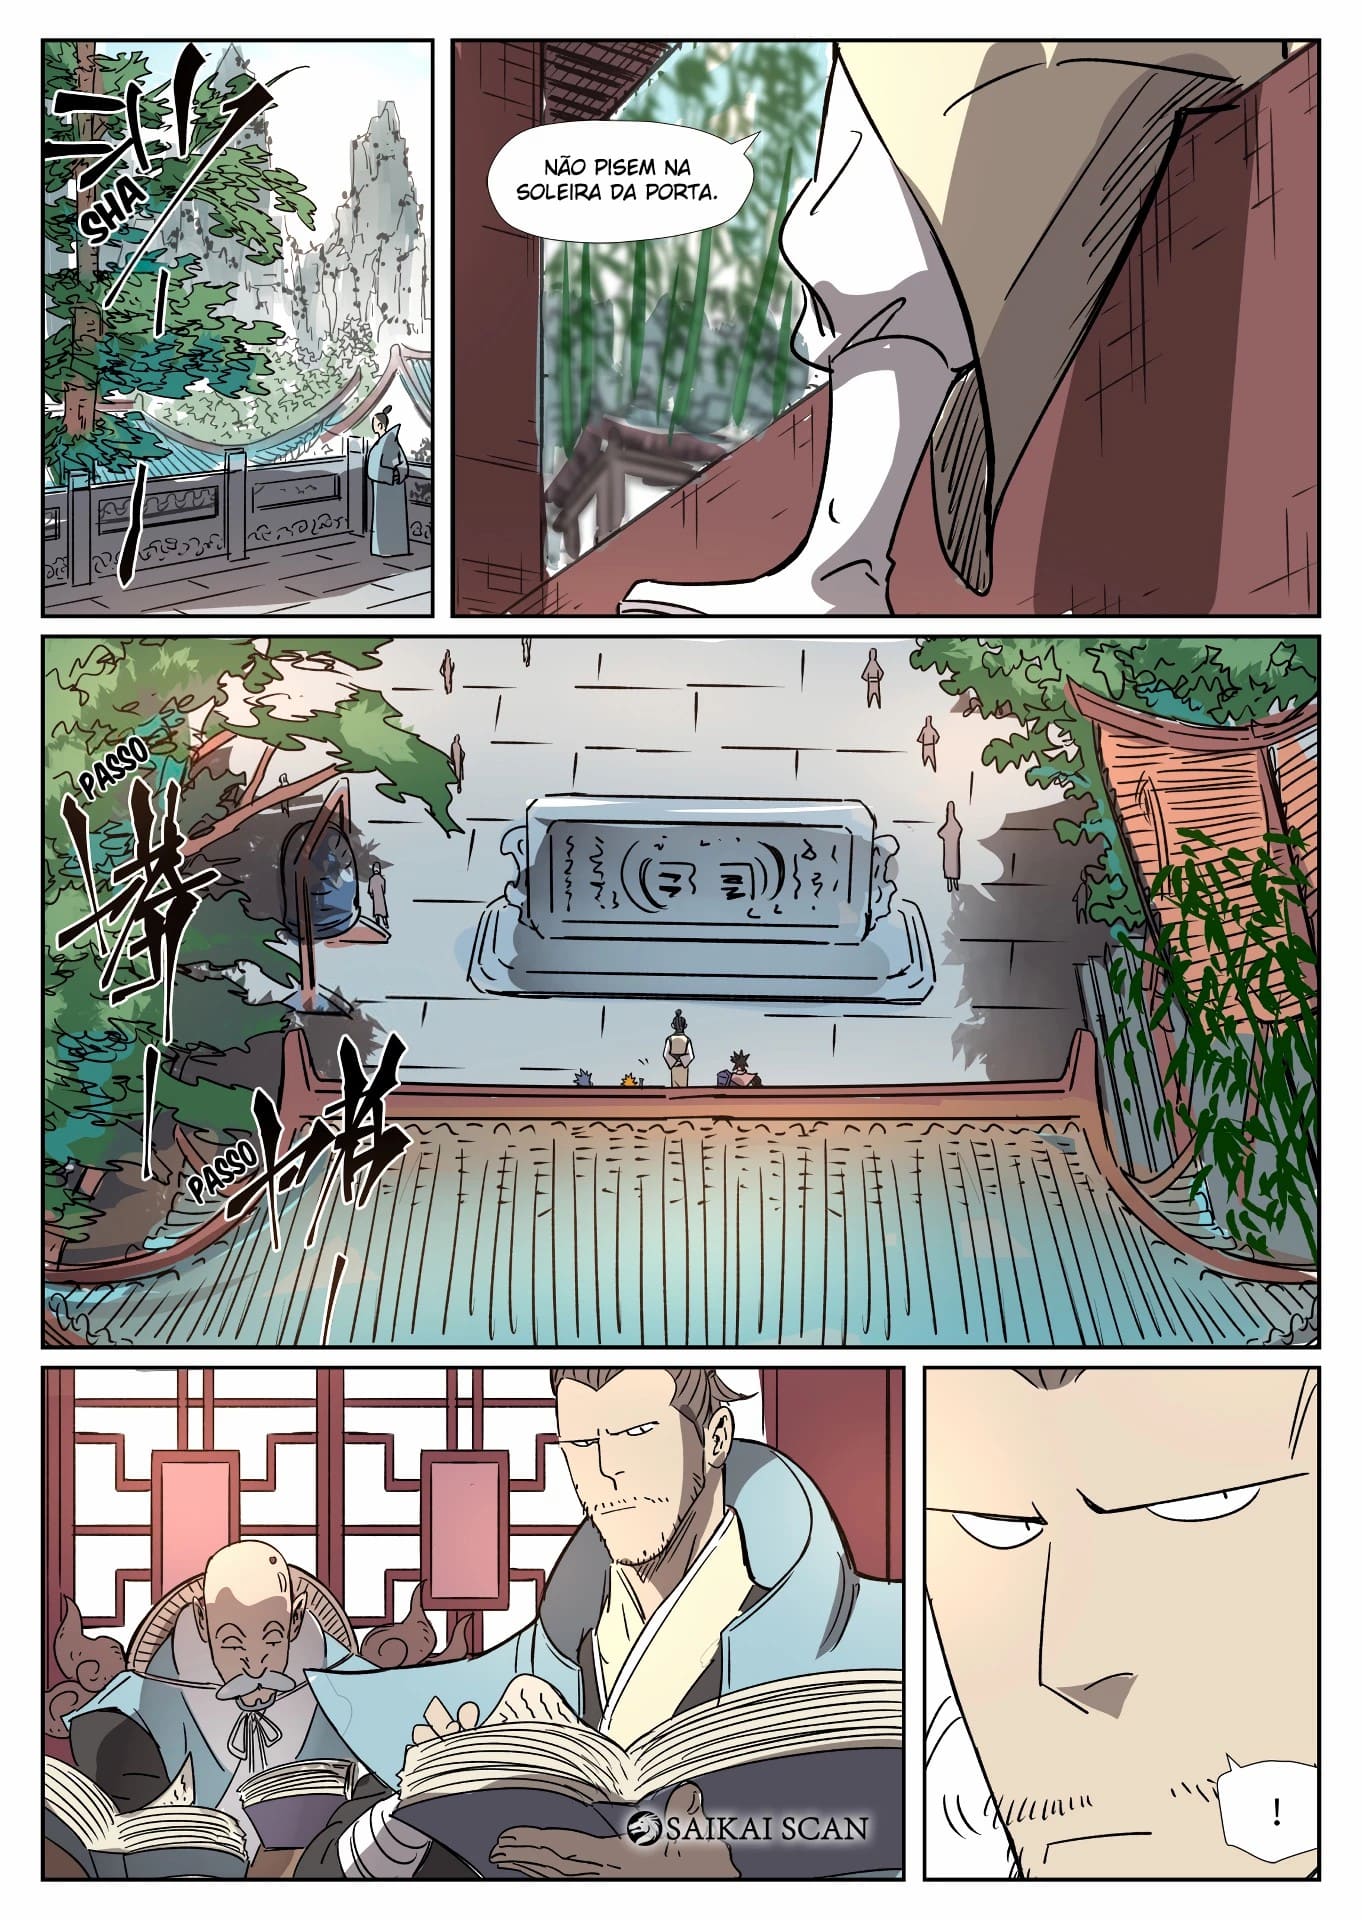 SHA
NÃO PISEM NA
SOLEIRA DA PORTA.
PASSO
PASSO
!
SAIKAI SCAN